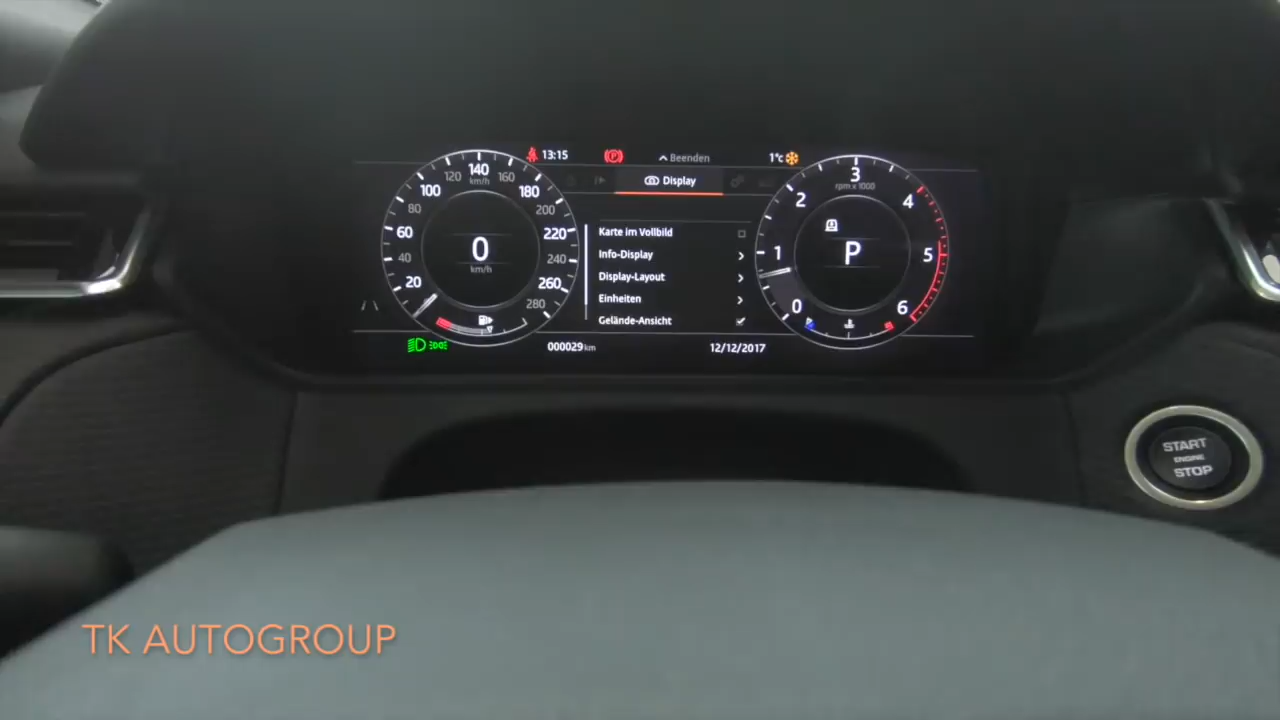 13:15
Beenden
1°c
Display
Karte im Vollbild
Info-Display
Display-Layout
Einheiten
Gelände-Ansicht
20
40
60
80
100
120
140
160
180
200
220
240
260
280
km/h
0
km/h
0
1
2
3
4
5
6
rpm x 1000
P
000029 km
12/12/2017
START
ENGINE
STOP
TK AUTOGROUP